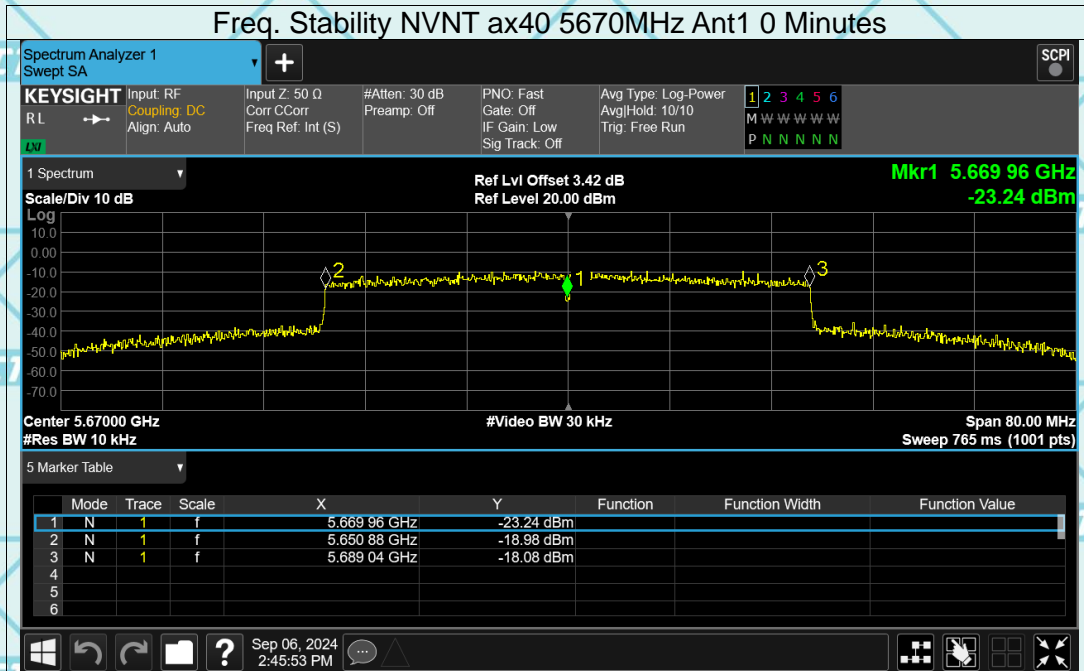 Freq. Stability NVNT ax40 5670MHz Ant1 0 Minutes
Spectrum Analyzer 1
Swept SA
SCPI
KEYSIGHT
RL
LXI
Input: RF
Coupling: DC
Align: Auto
Input Z: 50 Ω
Corr CCorr
Freq Ref: Int (S)
#Atten: 30 dB
Preamp: Off
PNO: Fast
Gate: Off
IF Gain: Low
Sig Track: Off
Avg Type: Log-Power
Avg|Hold: 10/10
Trig: Free Run
1 2 3 4 5 6
M W W W W W
P N N N N N
1 Spectrum
Scale/Div 10 dB
Ref Lvl Offset 3.42 dB
Ref Level 20.00 dBm
Mkr1 5.669 96 GHz
-23.24 dBm
Log
10.0
0.00
-10.0
-20.0
-30.0
-40.0
-50.0
-60.0
-70.0
2
1
3
Center 5.67000 GHz
#Video BW 30 kHz
Span 80.00 MHz
#Res BW 10 kHz
Sweep 765 ms (1001 pts)
5 Marker Table
Mode Trace Scale X Y Function Function Width Function Value
1 N 1 f 5.669 96 GHz -23.24 dBm
2 N 1 f 5.650 88 GHz -18.98 dBm
3 N 1 f 5.689 04 GHz -18.08 dBm
4
5
6
?
Sep 06, 2024
2:45:53 PM